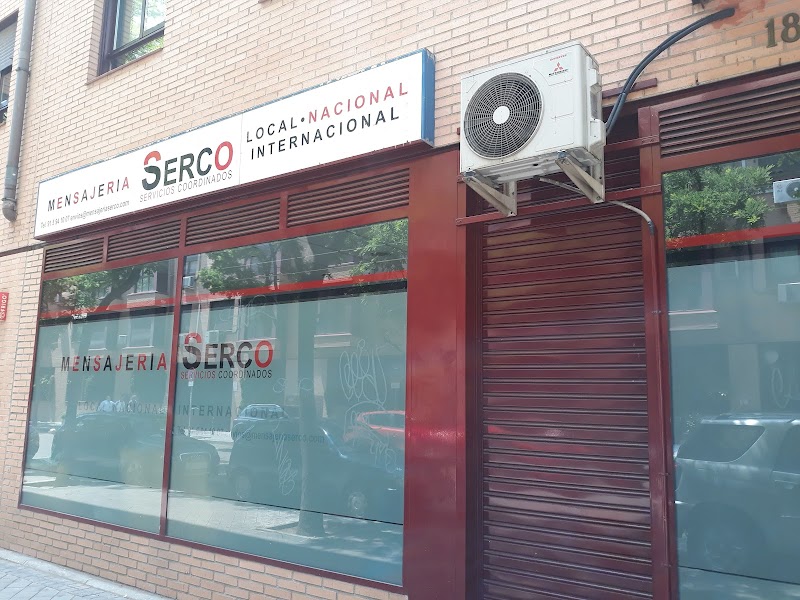 MENSAJERIA SERCO
SERVICIOS COORDINADOS
LOCAL • NACIONAL
INTERNACIONAL
MENSAJERIA SERCO
SERVICIOS COORDINADOS
INTERNACIONAL
18